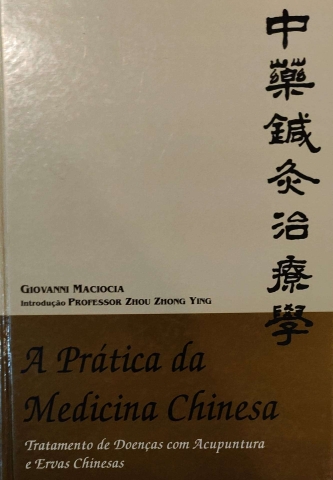 中藥鍼灸治療學
GIOVANNI MACIOCIA
Introdução PROFESSOR ZHOU ZHONG YING
A Prática da
Medicina Chinesa
Tratamento de Doenças com Acupuntura
e Ervas Chinesas